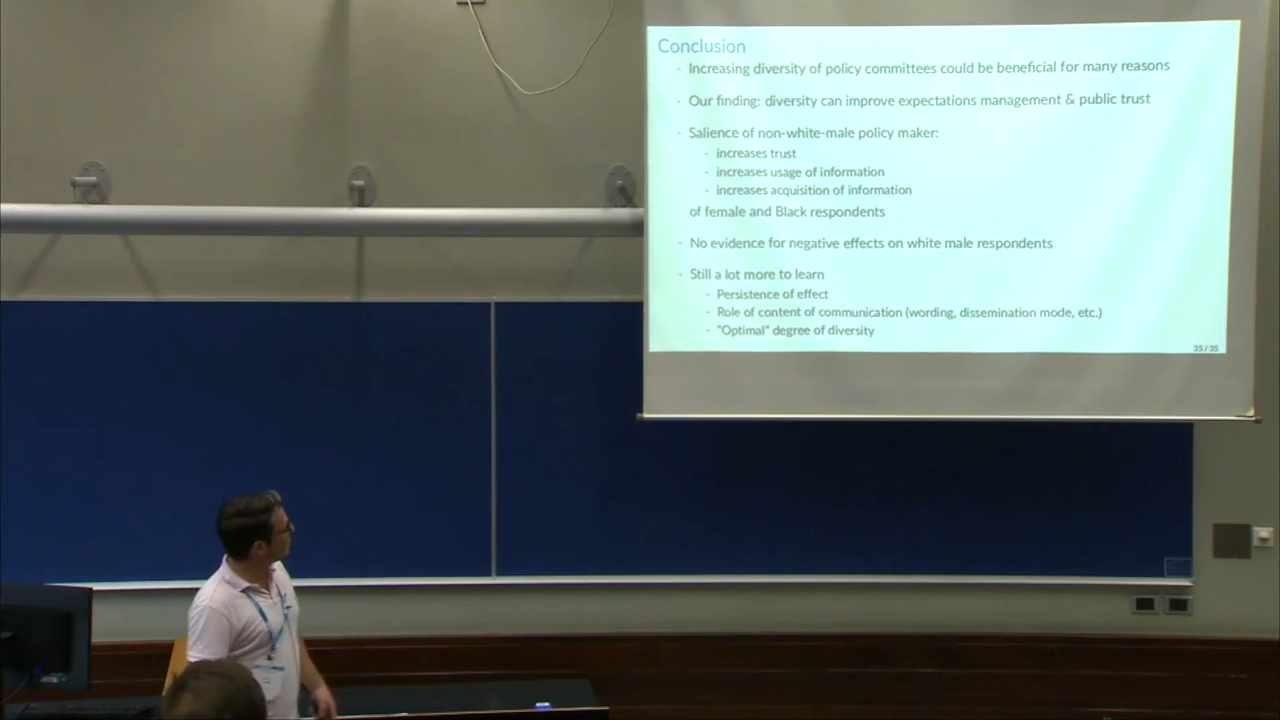 Conclusion
- Increasing diversity of policy committees could be beneficial for many reasons
- Our finding: diversity can improve expectations management & public trust
- Salience of non-white-male policy maker:
- increases trust
- increases usage of information
- increases acquisition of information
of female and Black respondents
- No evidence for negative effects on white male respondents
- Still a lot more to learn
- Persistence of effect
- Role of content of communication (wording, dissemination mode, etc.)
- "Optimal" degree of diversity
35 / 35